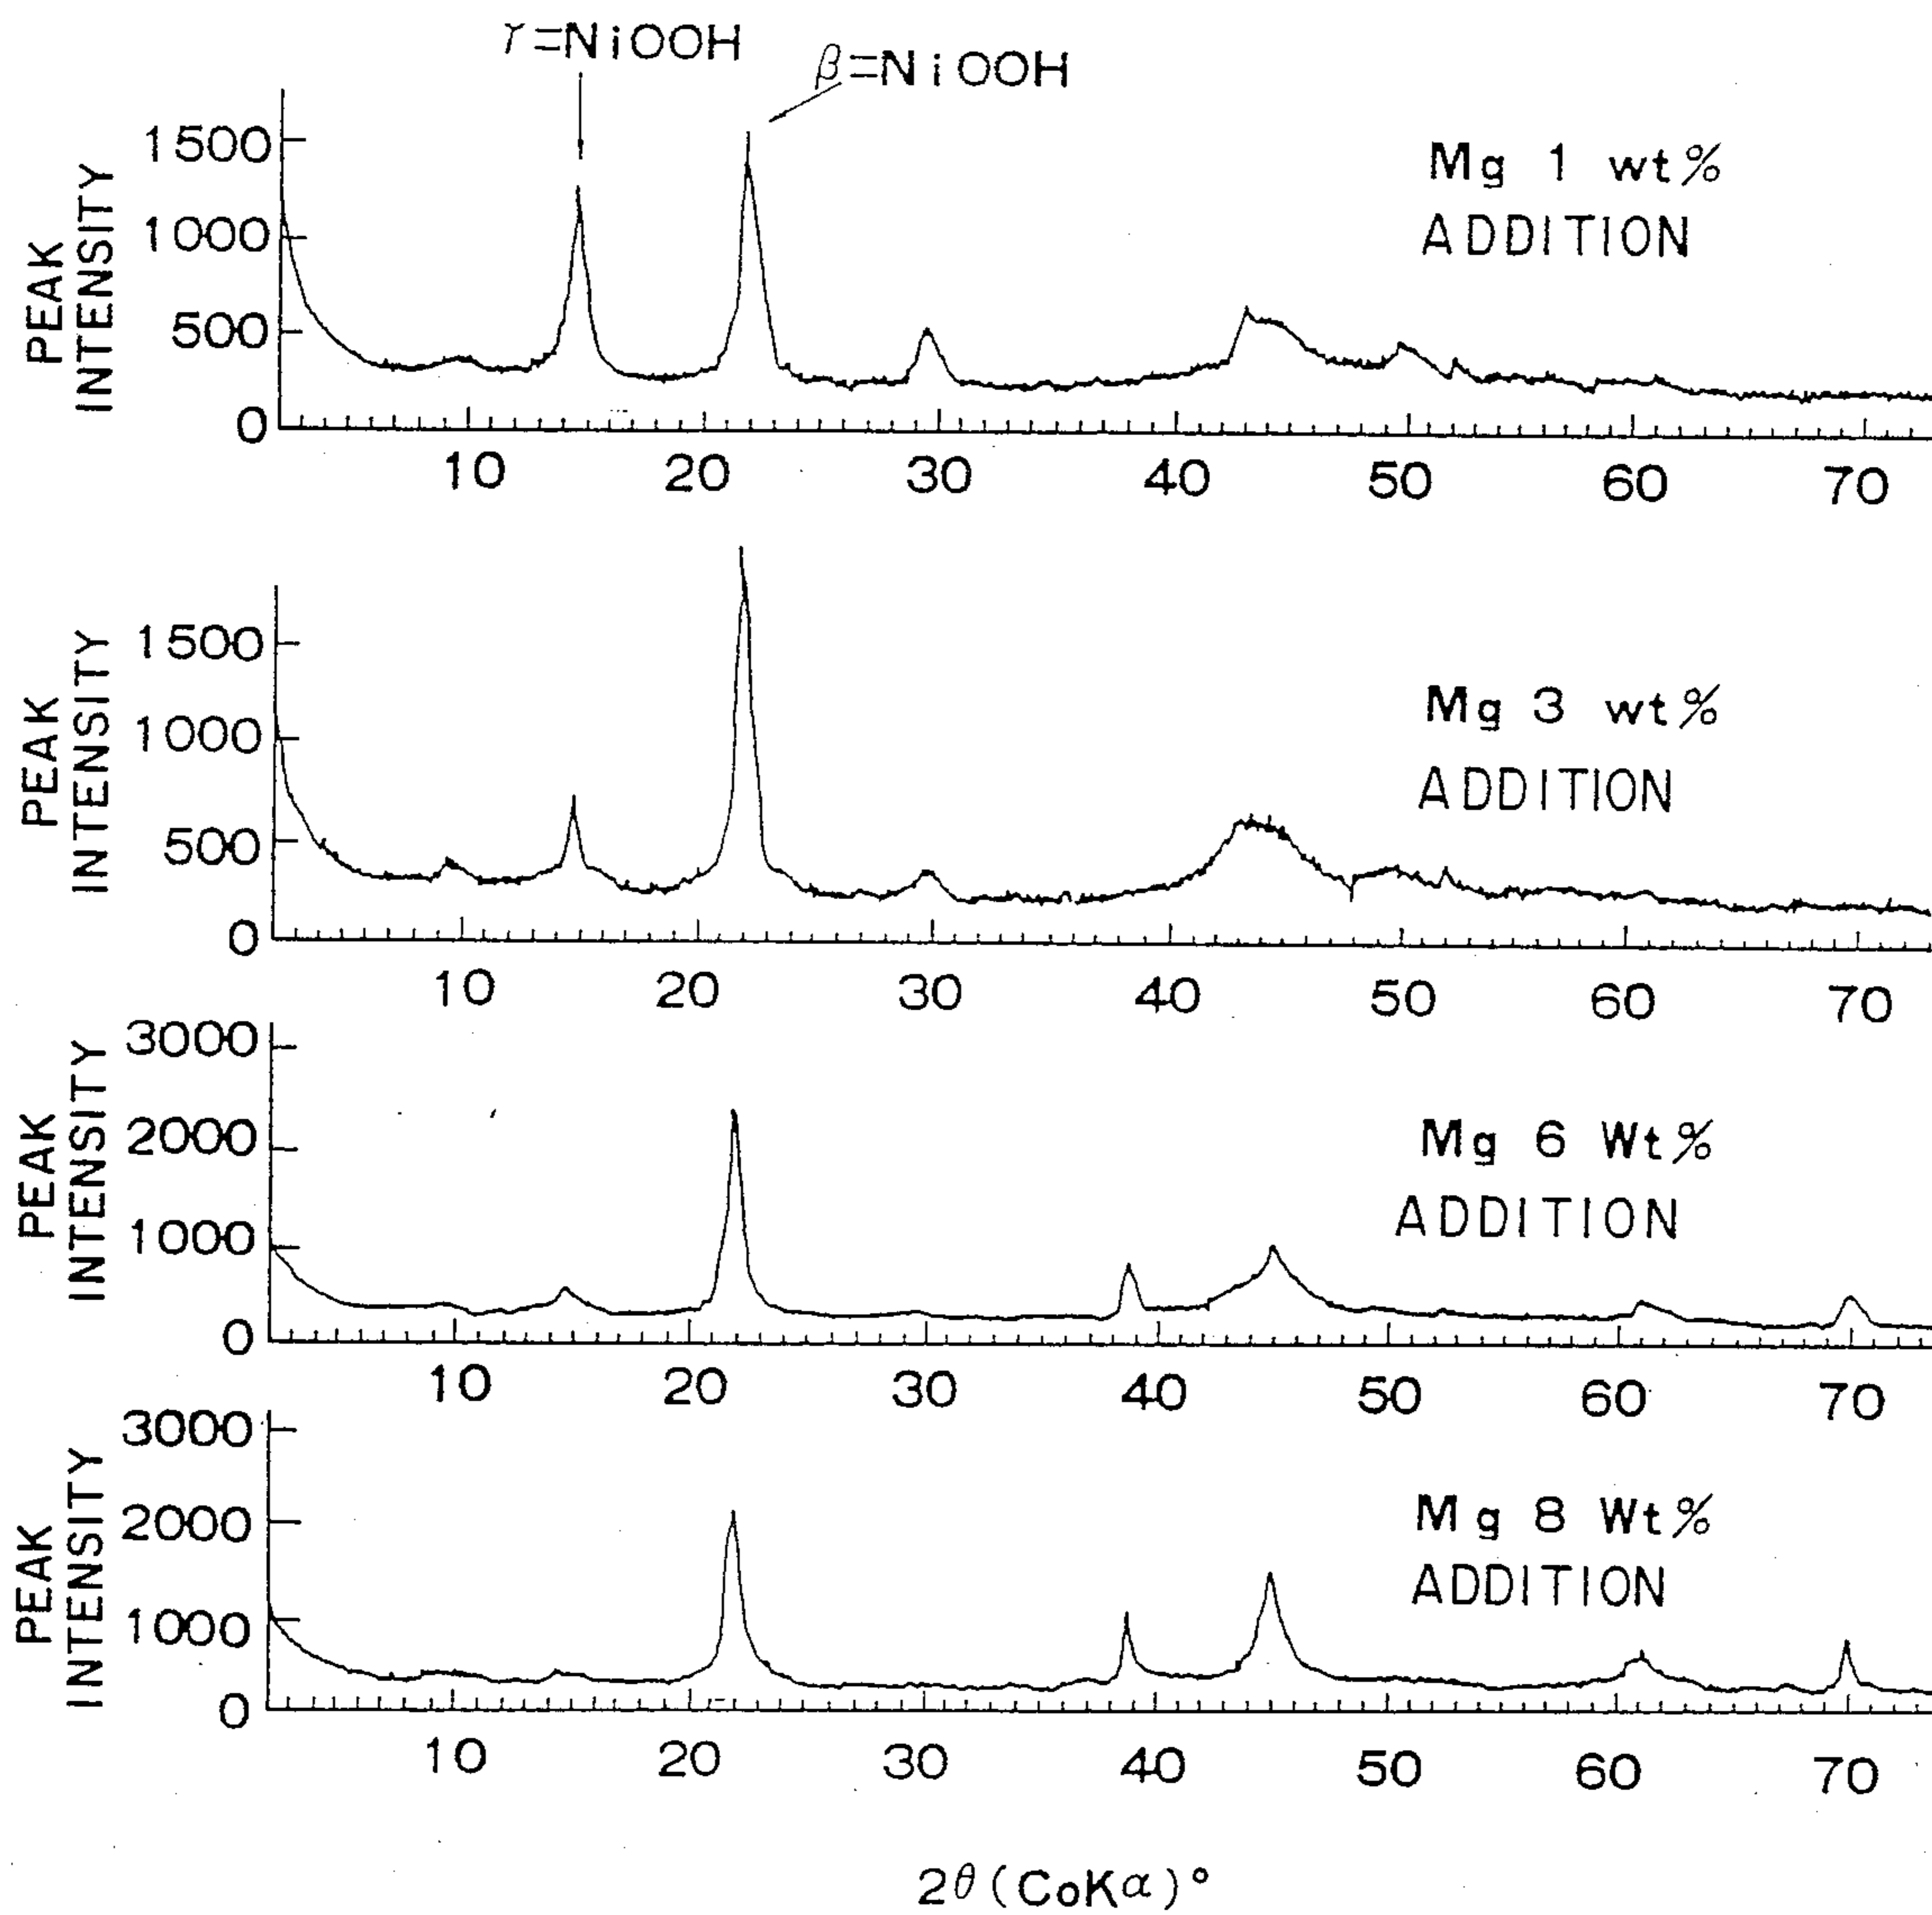 γ=NiOOH
β=NiOOH
PEAK
INTENSITY
1500
1000
500
0
Mg 1 wt%
ADDITION
10 20 30 40 50 60 70
PEAK
INTENSITY
1500
1000
500
0
Mg 3 wt%
ADDITION
10 20 30 40 50 60 70
PEAK
INTENSITY
3000
2000
1000
0
Mg 6 Wt%
ADDITION
10 20 30 40 50 60 70
PEAK
INTENSITY
3000
2000
1000
0
Mg 8 Wt%
ADDITION
10 20 30 40 50 60 70
2θ(CoKα)°